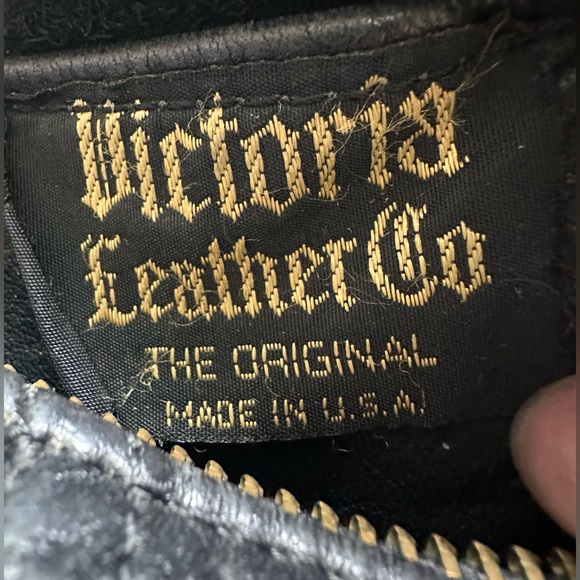 Victoria
Leather Co
THE ORIGINAL
MADE IN U.S.A.